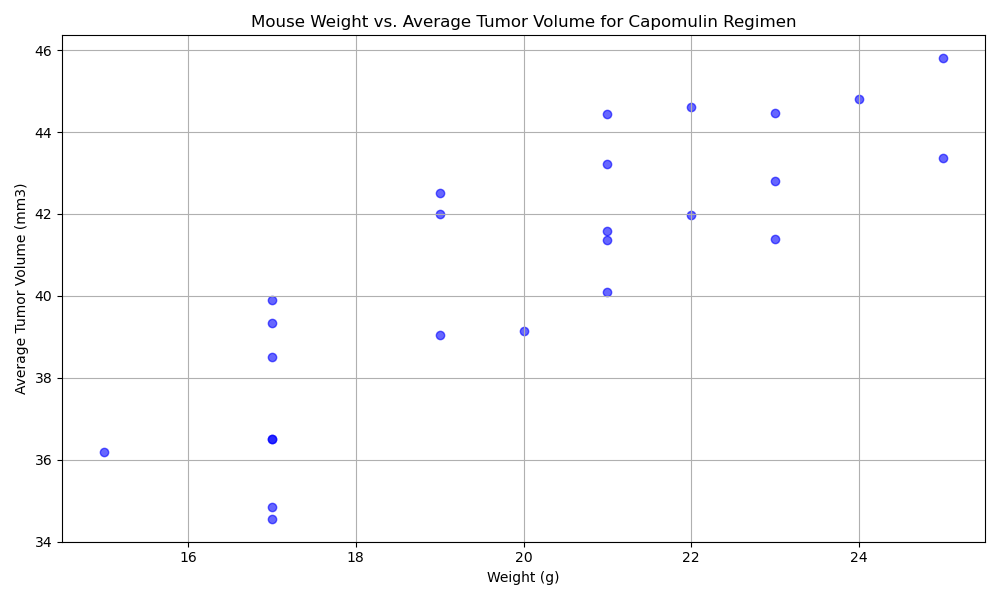 Mouse Weight vs. Average Tumor Volume for Capomulin Regimen
46
44
42
40
38
36
34
Average Tumor Volume (mm3)
16 18 20 22 24
Weight (g)